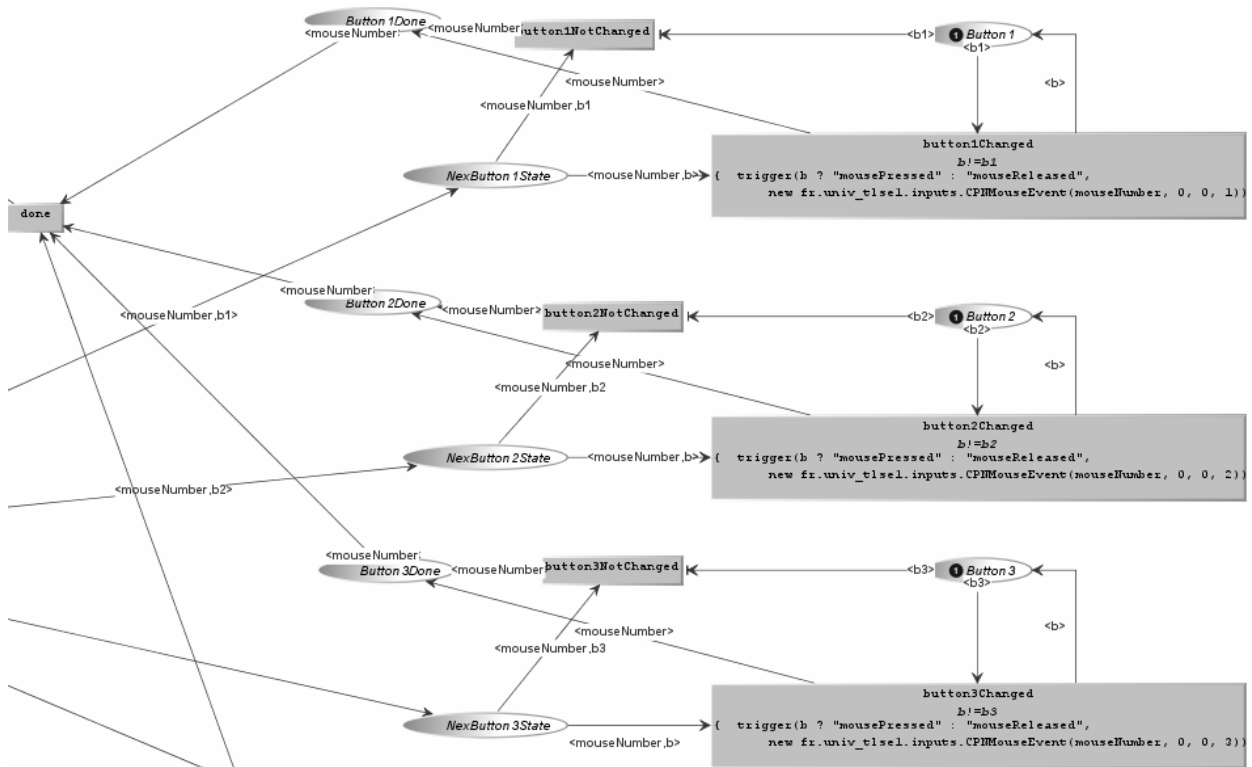 Button 1Done
<mouseNumber>
button1NotChanged
<b1>
1 Button 1
<b1>
<mouseNumber:
<mouseNumber>
<b>
<mouseNumber,b1
button1Changed
b!=b1
NexButton 1State
<mouseNumber,b>
{ trigger(b ? "mousePressed" : "mouseReleased",
new fr.univ_tlse1.inputs.CPNMouseEvent(mouseNumber, 0, 0, 1))
done
<mouseNumber:
Button 2Done
<mouseNumber>
button2NotChanged
<b2>
1 Button 2
<b2>
<mouseNumber,b1>
<mouseNumber>
<b>
<mouseNumber,b2
button2Changed
b!=b2
NexButton 2State
<mouseNumber,b>
{ trigger(b ? "mousePressed" : "mouseReleased",
new fr.univ_tlse1.inputs.CPNMouseEvent(mouseNumber, 0, 0, 2))
<mouseNumber,b2>
<mouseNumber:
Button 3Done
<mouseNumber>
button3NotChanged
<b3>
1 Button 3
<b3>
<mouseNumber>
<b>
<mouseNumber,b3
button3Changed
b!=b3
NexButton 3State
{ trigger(b ? "mousePressed" : "mouseReleased",
<mouseNumber,b>
new fr.univ_tlse1.inputs.CPNMouseEvent(mouseNumber, 0, 0, 3))